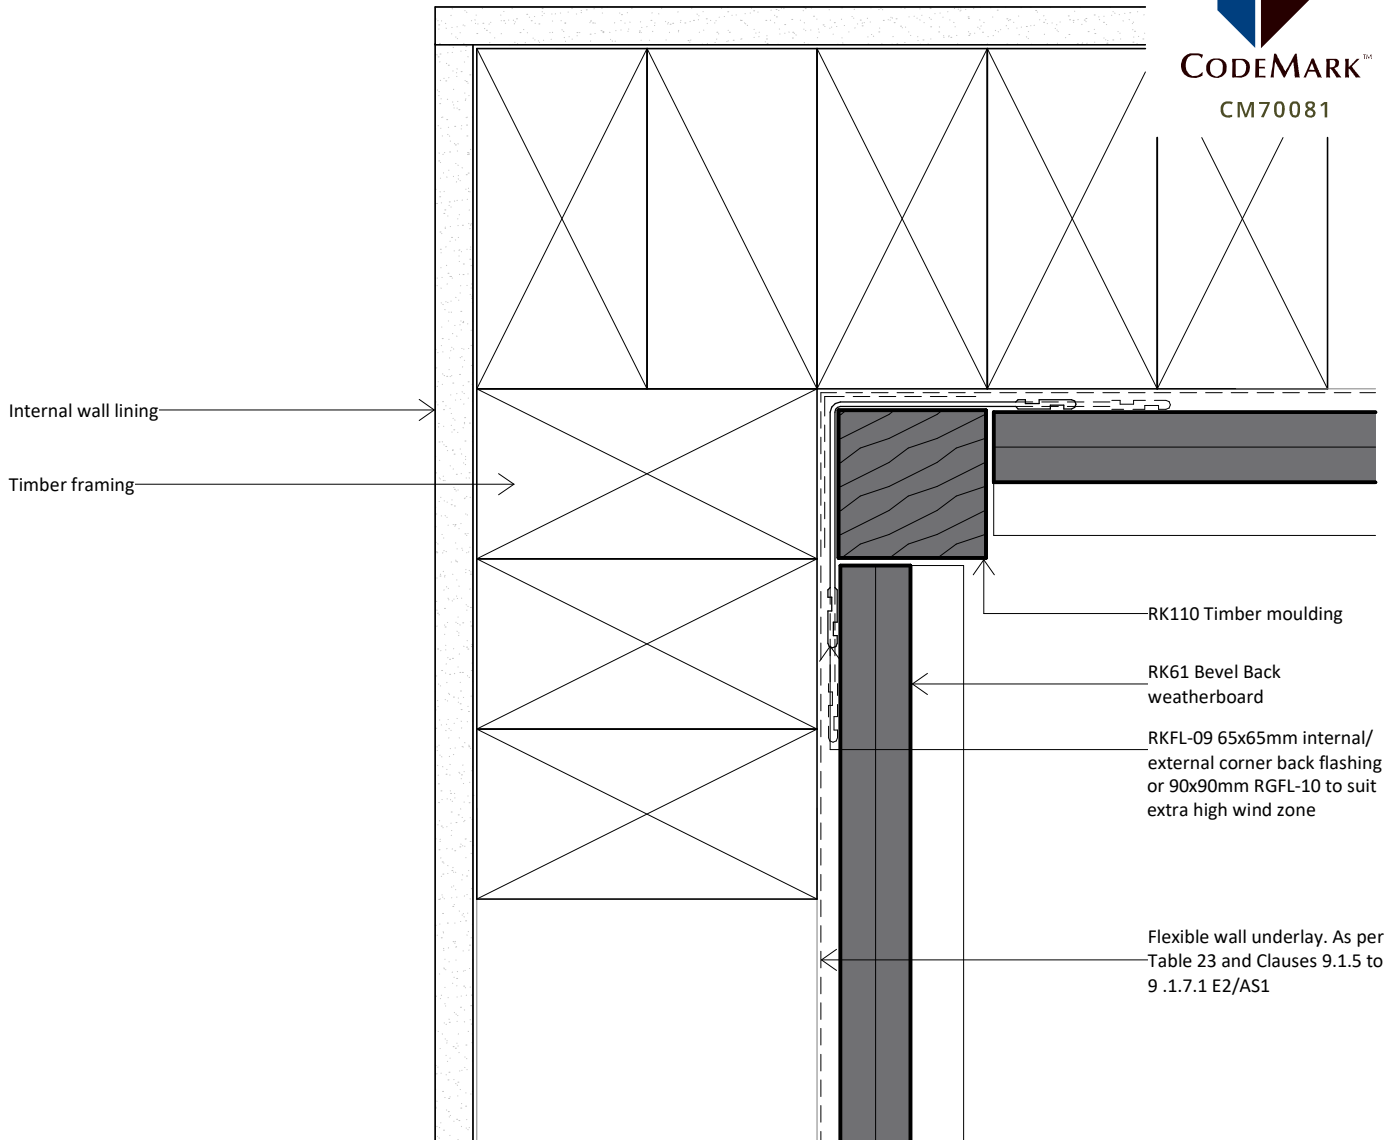 CODEMARK™
CM70081
Internal wall lining
Timber framing
RK110 Timber moulding
RK61 Bevel Back
weatherboard
RKFL-09 65x65mm internal/
external corner back flashing
or 90x90mm RGFL-10 to suit
extra high wind zone
Flexible wall underlay. As per
Table 23 and Clauses 9.1.5 to
9 .1.7.1 E2/AS1